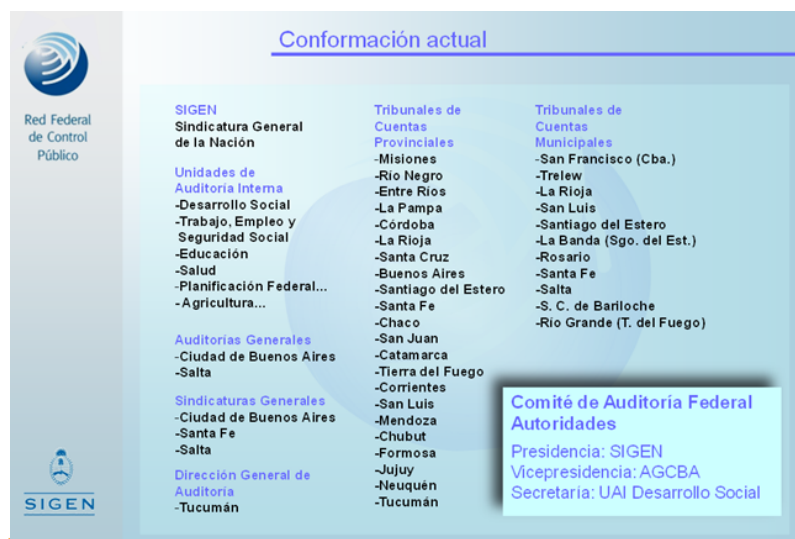 Conformación actual
Red Federal
de Control
Público
SIGEN
Sindicatura General
de la Nación
Unidades de
Auditoría Interna
-Desarrollo Social
-Trabajo, Empleo y
Seguridad Social
-Educación
-Salud
-Planificación Federal...
-Agricultura...
Auditorías Generales
-Ciudad de Buenos Aires
-Salta
Sindicaturas Generales
-Ciudad de Buenos Aires
-Santa Fe
-Salta
Dirección General de
Auditoría
-Tucumán
Tribunales de
Cuentas
Provinciales
-Misiones
-Río Negro
-Entre Ríos
-La Pampa
-Córdoba
-La Rioja
-Santa Cruz
-Buenos Aires
-Santiago del Estero
-Santa Fe
-Chaco
-San Juan
-Catamarca
-Tierra del Fuego
-Corrientes
-San Luis
-Mendoza
-Chubut
-Formosa
-Jujuy
-Neuquén
-Tucumán
Tribunales de
Cuentas
Municipales
-San Francisco (Cba.)
-Trelew
-La Rioja
-San Luis
-Santiago del Estero
-La Banda (Sgo. del Est.)
-Rosario
-Santa Fe
-Salta
-S. C. de Bariloche
-Río Grande (T. del Fuego)
Comité de Auditoría Federal
Autoridades
Presidencia: SIGEN
Vicepresidencia: AGCBA
Secretaría: UAI Desarrollo Social
SIGEN